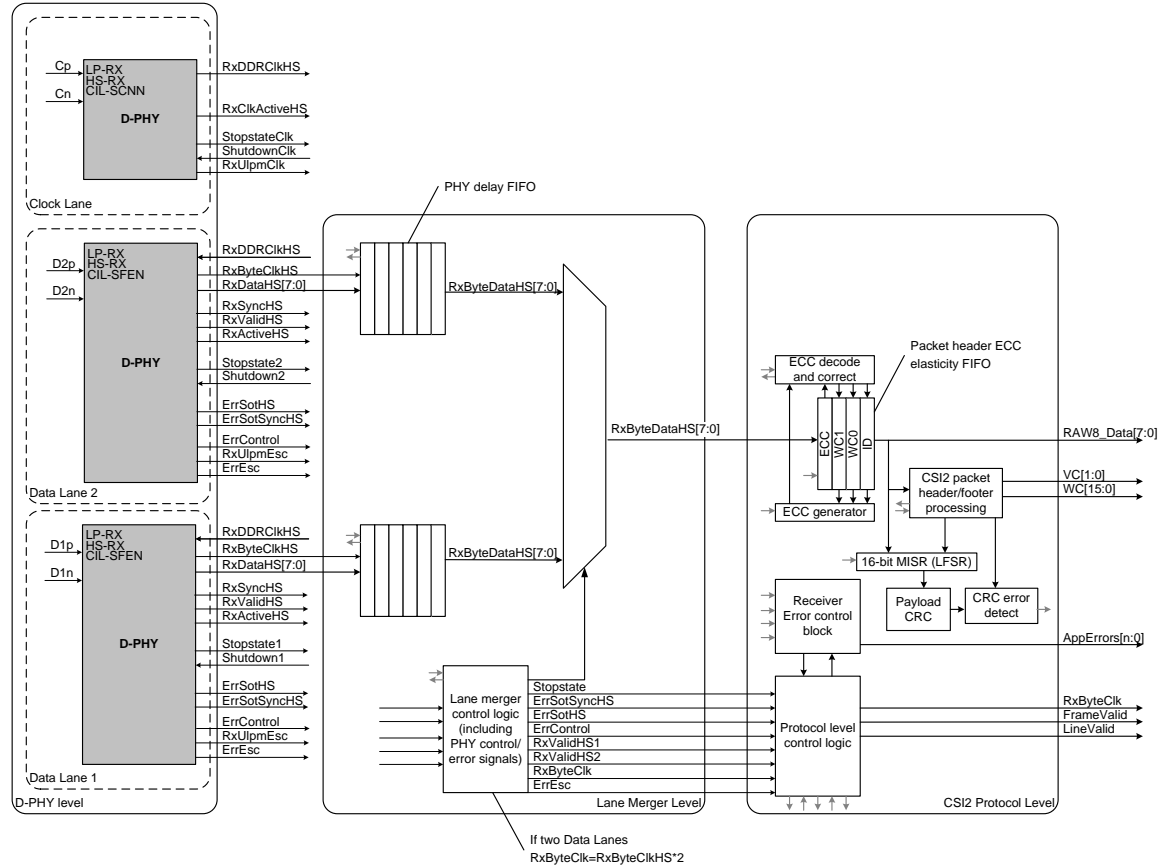 Cp
Cn
LP-RX
HS-RX
CIL-SCNN
D-PHY
RxDDRClkHS
RxClkActiveHS
StopstateClk
ShutdownClk
RxUlpmClk
Clock Lane
D2p
D2n
LP-RX
HS-RX
CIL-SFEN
D-PHY
RxDDRClkHS
RxByteClkHS
RxDataHS[7:0]
RxSyncHS
RxValidHS
RxActiveHS
Stopstate2
Shutdown2
ErrSotHS
ErrSotSyncHS
ErrControl
RxUlpmEsc
ErrEsc
Data Lane 2
D1p
D1n
LP-RX
HS-RX
CIL-SFEN
D-PHY
RxDDRClkHS
RxByteClkHS
RxDataHS[7:0]
RxSyncHS
RxValidHS
RxActiveHS
Stopstate1
Shutdown1
ErrSotHS
ErrSotSyncHS
ErrControl
RxUlpmEsc
ErrEsc
Data Lane 1
D-PHY level
PHY delay FIFO
RxByteDataHS[7:0]
RxByteDataHS[7:0]
RxByteDataHS[7:0]
Lane merger
control logic
(including
PHY control/
error signals)
Stopstate
ErrSotSyncHS
ErrSotHS
ErrControl
RxValidHS1
RxValidHS2
RxByteClk
ErrEsc
Lane Merger Level
If two Data Lanes
RxByteClk=RxByteClkHS*2
Packet header ECC
elasticity FIFO
ECC decode
and correct
ECC
WC1
WC0
ID
ECC generator
CSI2 packet
header/footer
processing
16-bit MISR (LFSR)
Payload
CRC
CRC error
detect
Receiver
Error control
block
Protocol level
control logic
RAW8_Data[7:0]
VC[1:0]
WC[15:0]
AppErrors[n:0]
RxByteClk
FrameValid
LineValid
CSI2 Protocol Level